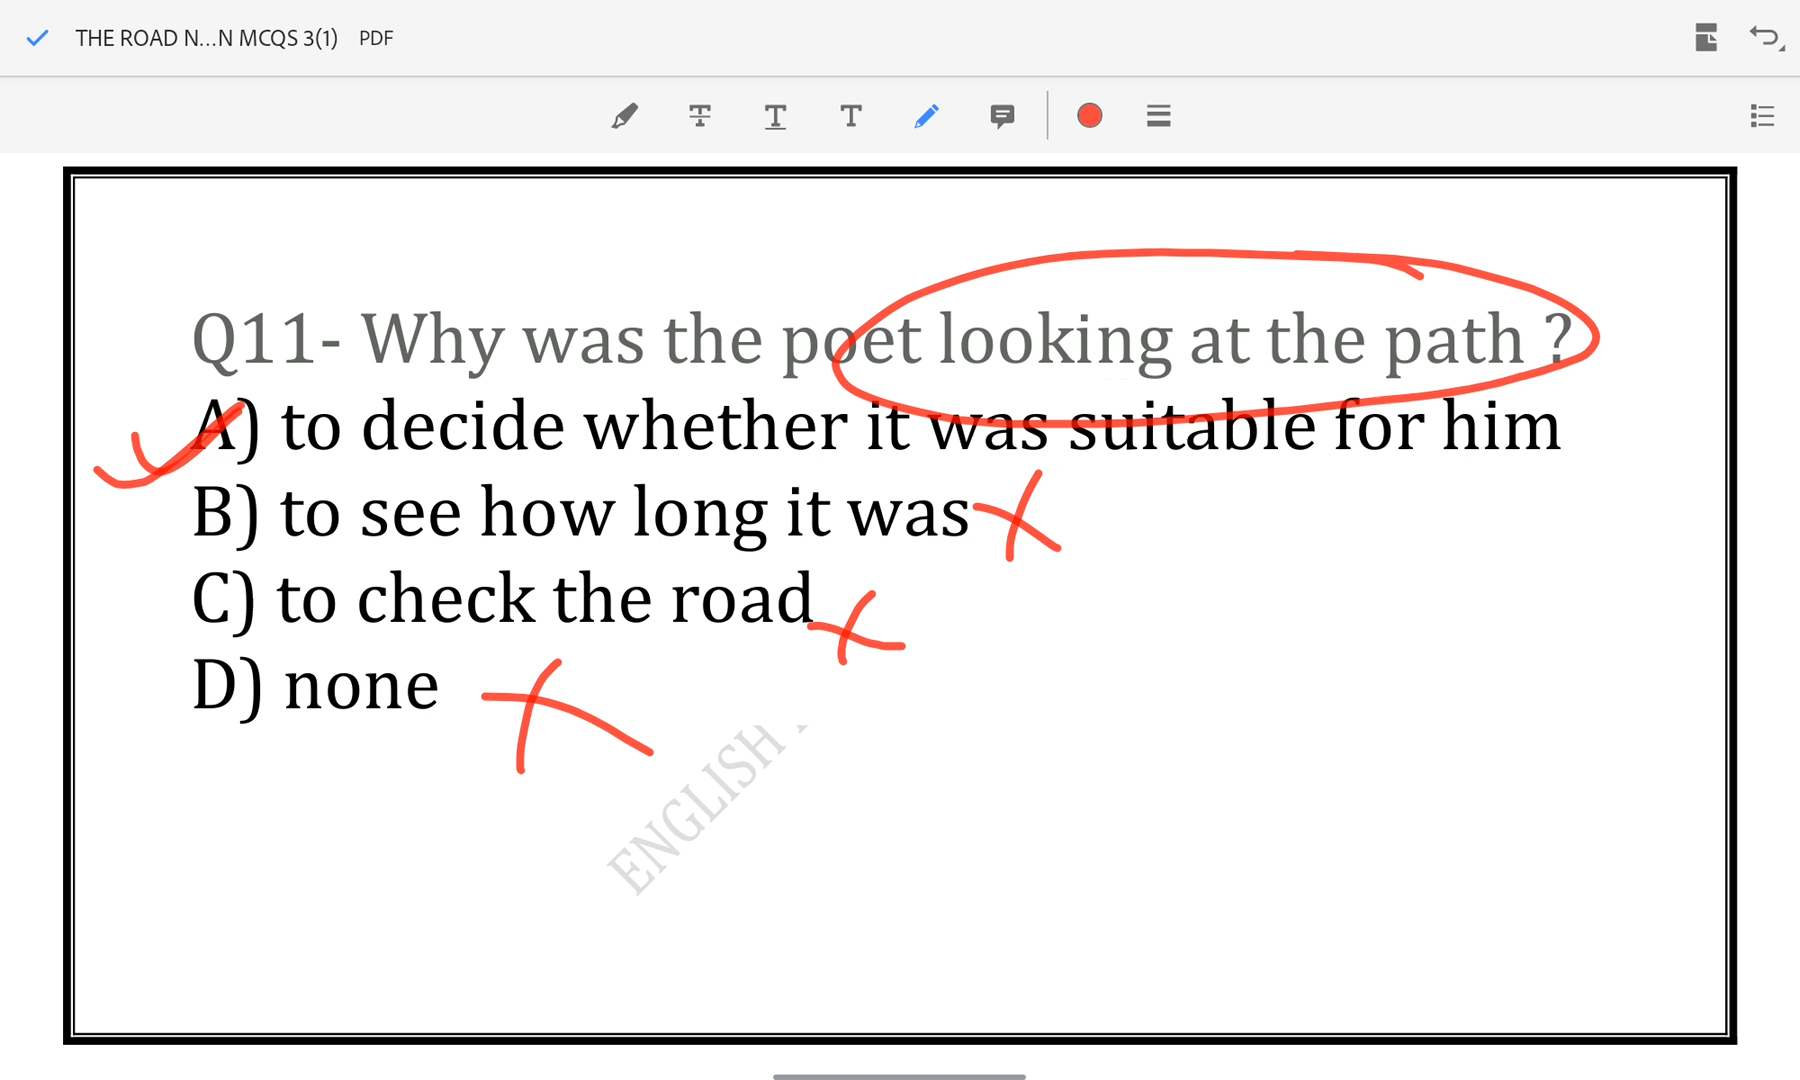 THE ROAD N...N MCQS 3(1) PDF
Q11- Why was the poet looking at the path ?
A) to decide whether it was suitable for him
B) to see how long it was
C) to check the road
D) none
ENGLISH